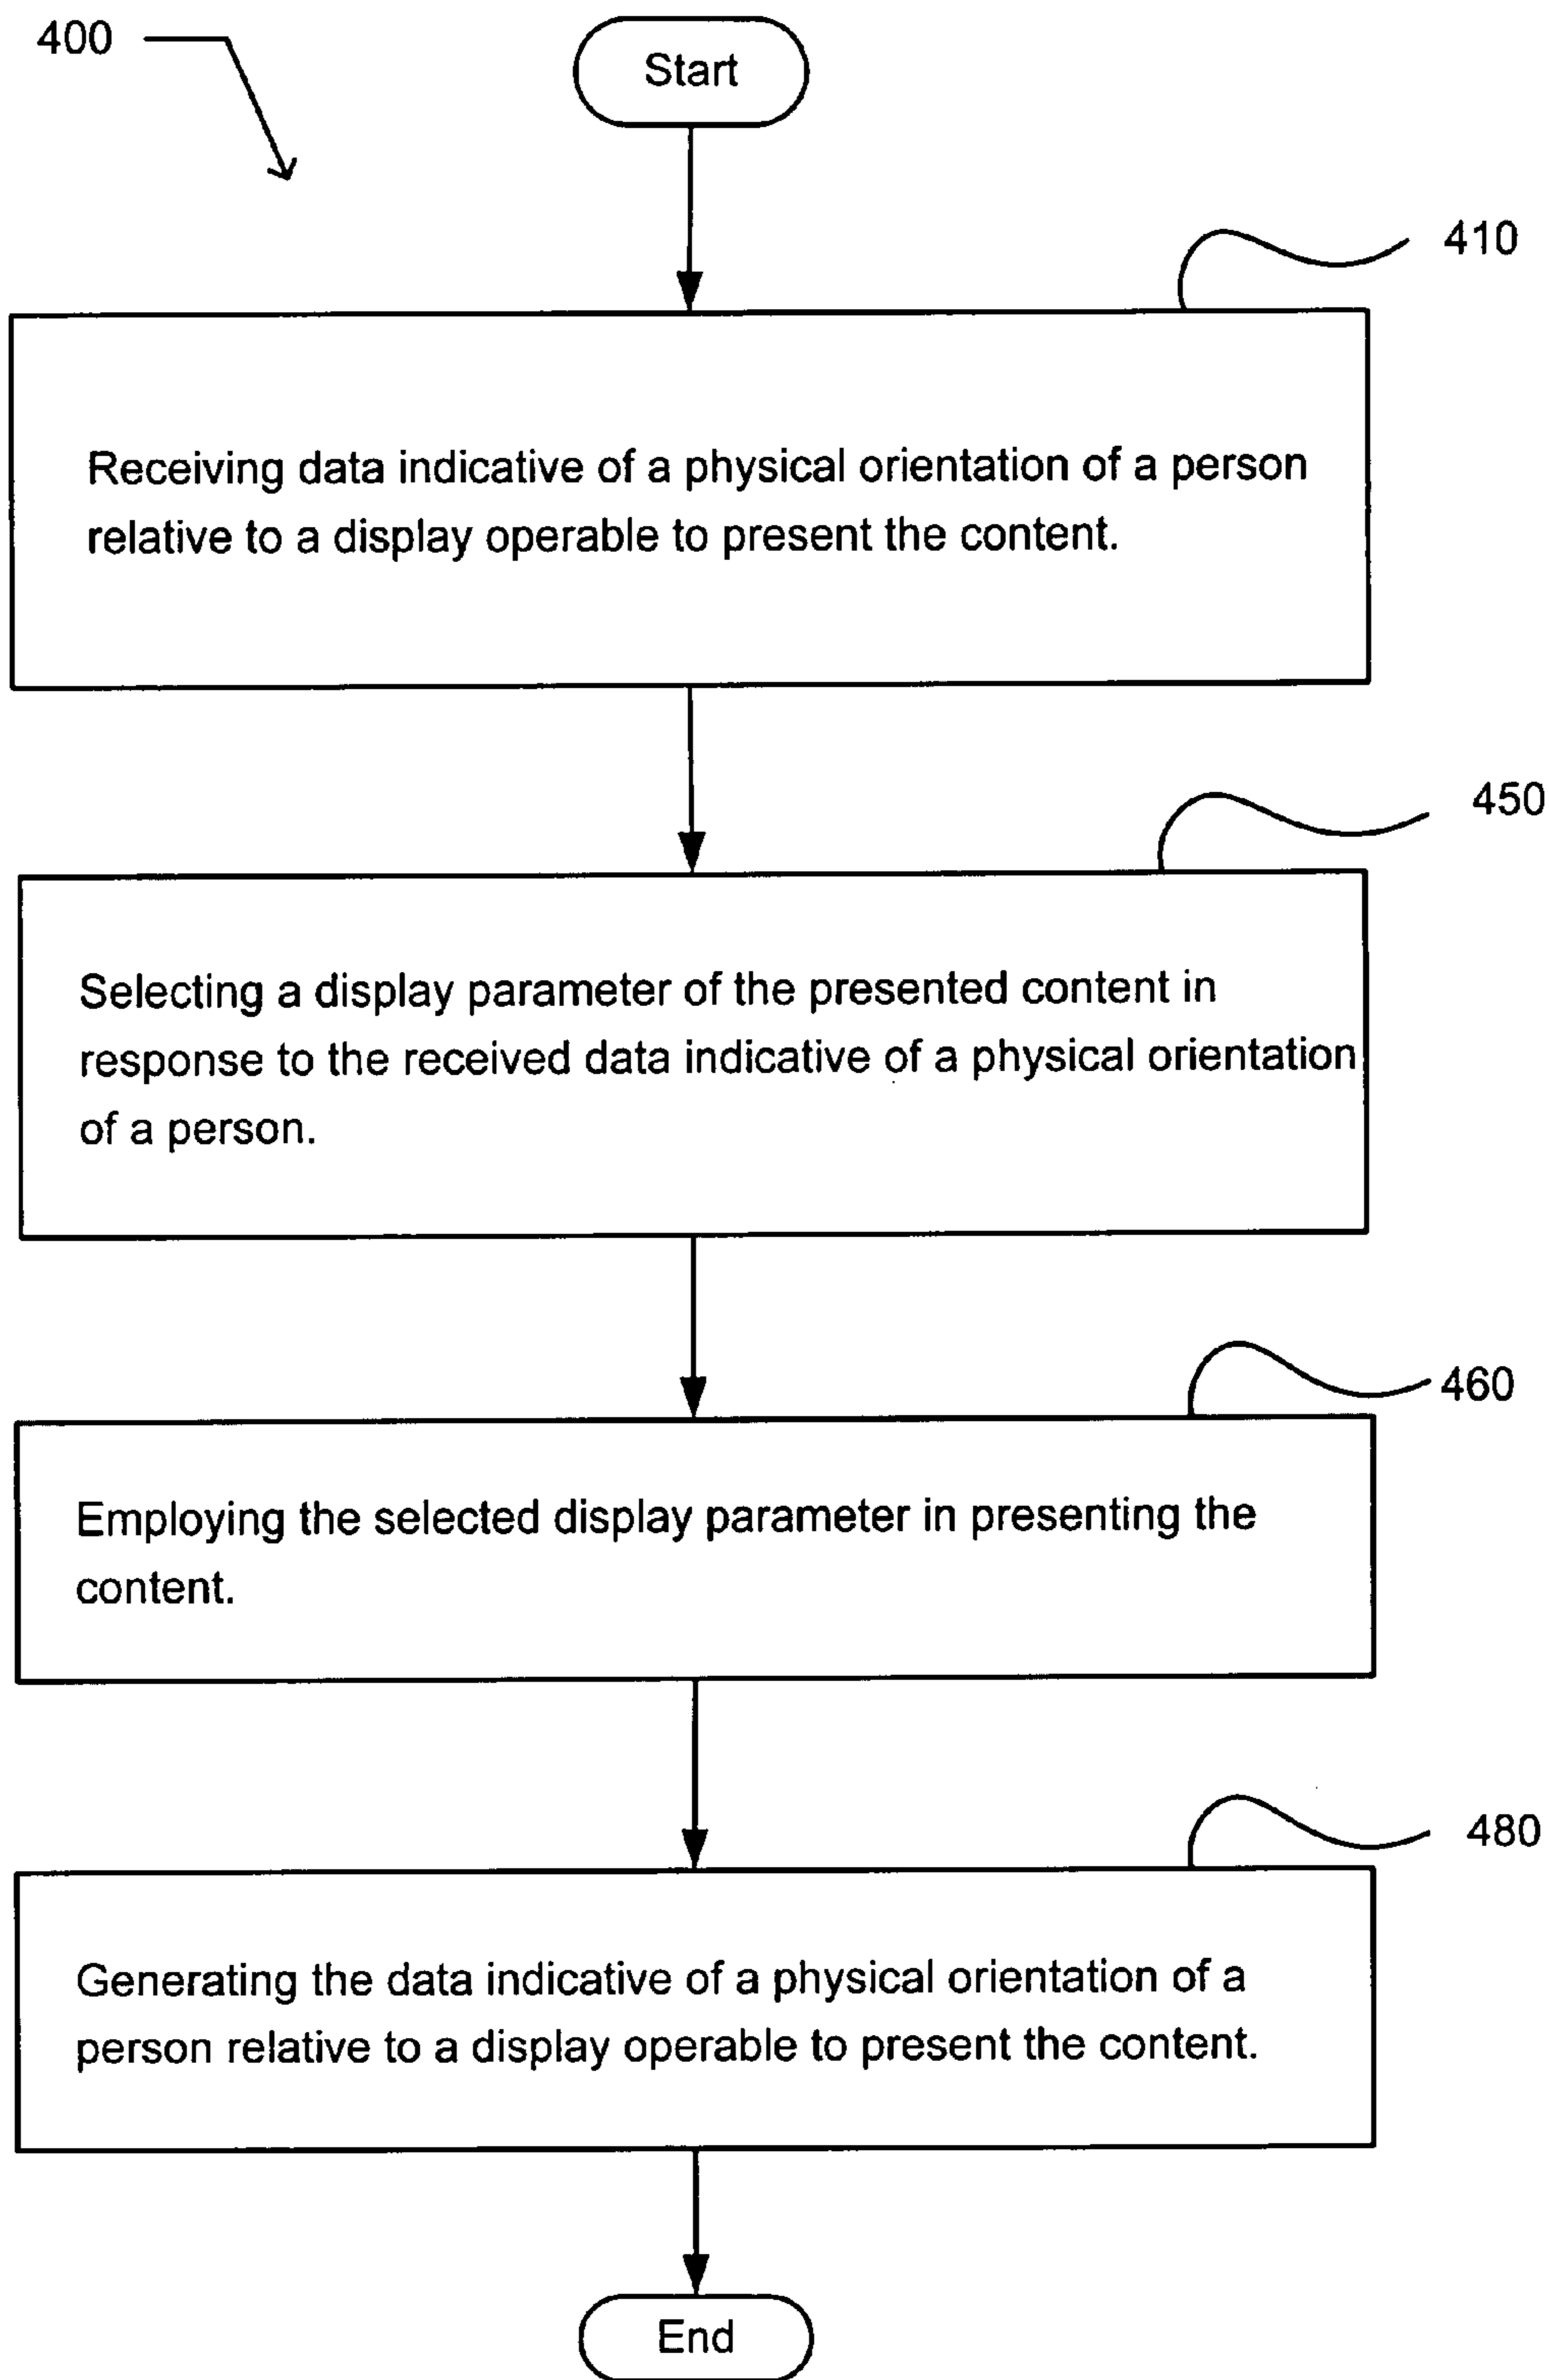 400
Start
410
Receiving data indicative of a physical orientation of a person
relative to a display operable to present the content.
450
Selecting a display parameter of the presented content in
response to the received data indicative of a physical orientation
of a person.
460
Employing the selected display parameter in presenting the
content.
480
Generating the data indicative of a physical orientation of a
person relative to a display operable to present the content.
End